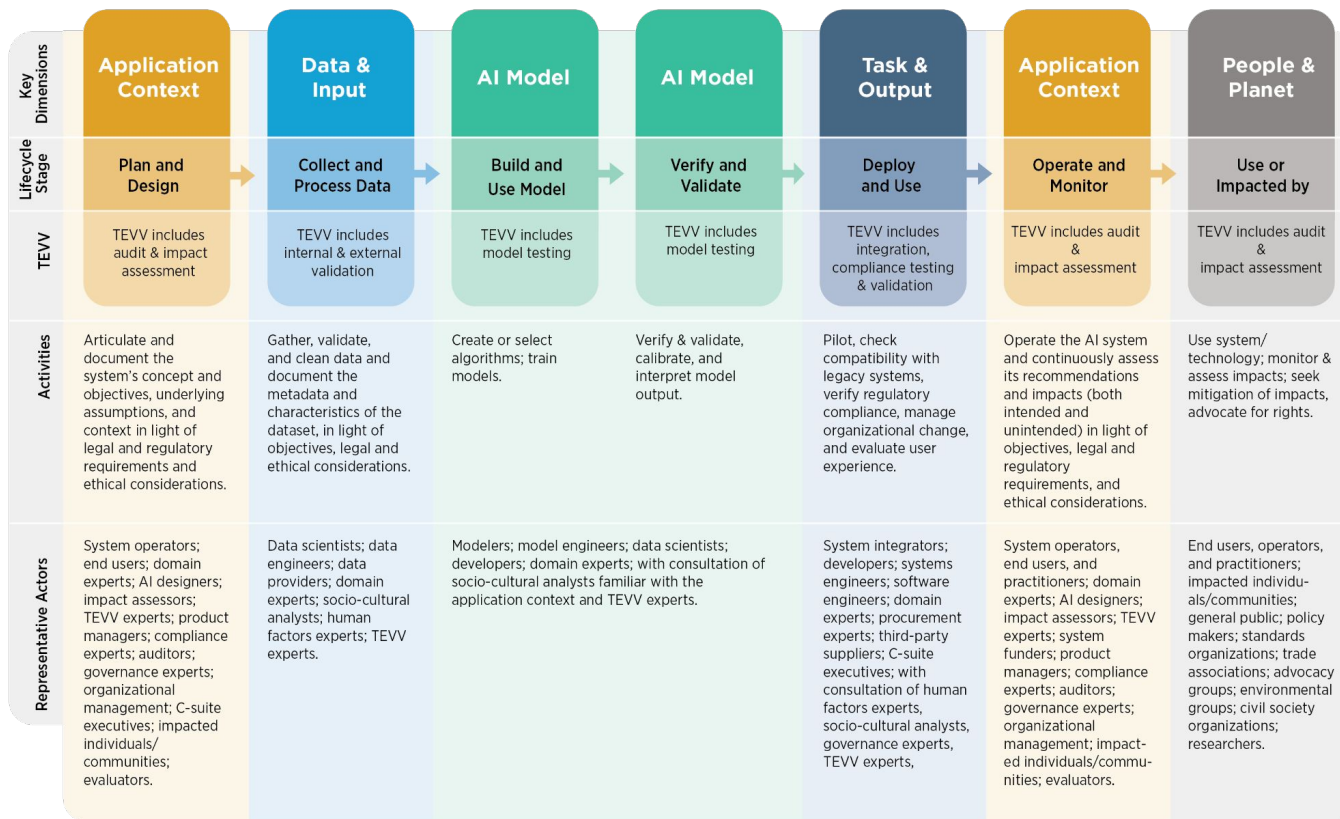 Key
Dimensions
Application
Context
Data &
Input
AI Model
AI Model
Task &
Output
Application
Context
People &
Planet
Lifecycle
Stage
Plan and
Design
Collect and
Process Data
Build and
Use Model
Verify and
Validate
Deploy
and Use
Operate and
Monitor
Use or
Impacted by
TEVV
TEVV includes
audit & impact
assessment
TEVV includes
internal & external
validation
TEVV includes
model testing
TEVV includes
model testing
TEVV includes
integration,
compliance testing
& validation
TEVV includes audit
&
impact assessment
TEVV includes audit
&
impact assessment
Activities
Articulate and
document the
system’s concept and
objectives, underlying
assumptions, and
context in light of
legal and regulatory
requirements and
ethical considerations.
Gather, validate,
and clean data and
document the
metadata and
characteristics of the
dataset, in light of
objectives, legal and
ethical considerations.
Create or select
algorithms; train
models.
Verify & validate,
calibrate, and
interpret model
output.
Pilot, check
compatibility with
legacy systems,
verify regulatory
compliance, manage
organizational change,
and evaluate user
experience.
Operate the AI system
and continuously assess
its recommendations
and impacts (both
intended and
unintended) in light of
objectives, legal and
regulatory
requirements, and
ethical considerations.
Use system/
technology; monitor &
assess impacts; seek
mitigation of impacts,
advocate for rights.
Representative Actors
System operators;
end users; domain
experts; AI designers;
impact assessors;
TEVV experts; product
managers; compliance
experts; auditors;
governance experts;
organizational
management; C-suite
executives; impacted
individuals/
communities;
evaluators.
Data scientists; data
engineers; data
providers; domain
experts; socio-cultural
analysts; human
factors experts; TEVV
experts.
Modelers; model engineers; data scientists;
developers; domain experts; with consultation of
socio-cultural analysts familiar with the
application context and TEVV experts.
System integrators;
developers; systems
engineers; software
engineers; domain
experts; procurement
experts; third-party
suppliers; C-suite
executives; with
consultation of human
factors experts,
socio-cultural analysts,
governance experts,
TEVV experts,
System operators,
end users, and
practitioners; domain
experts; AI designers;
impact assessors; TEVV
experts; system
funders; product
managers; compliance
experts; auditors;
governance experts;
organizational
management; impact-
ed individuals/commu-
nities; evaluators.
End users, operators,
and practitioners;
impacted individu-
als/communities;
general public; policy
makers; standards
organizations; trade
associations; advocacy
groups; environmental
groups; civil society
organizations;
researchers.